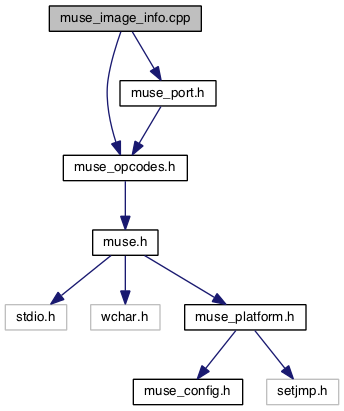 muse_image_info.cpp
muse_port.h
muse_opcodes.h
muse.h
stdio.h
wchar.h
muse_platform.h
muse_config.h
setjmp.h